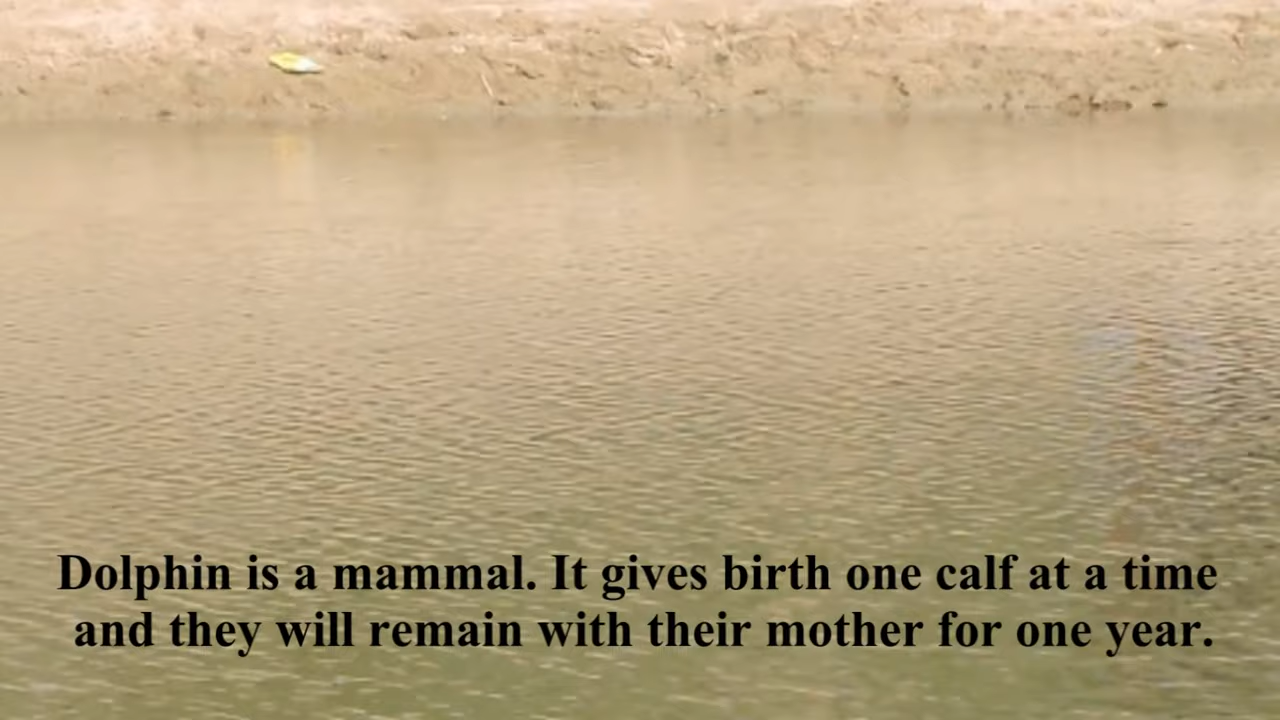 Dolphin is a mammal. It gives birth one calf at a time
and they will remain with their mother for one year.